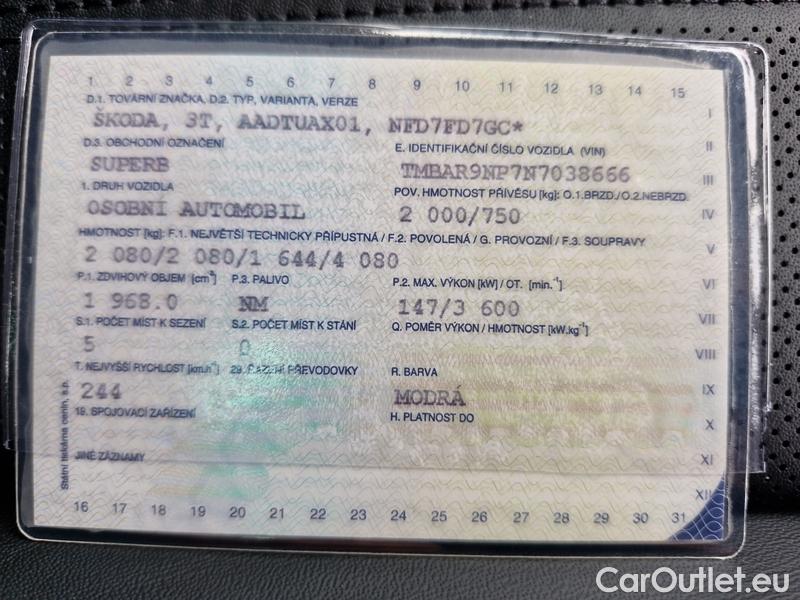 1 2 3 4 5 6 7 8 9 10 11 12 13 14 15
D.1. TOVÁRNÍ ZNAČKA, D.2. TYP, VARIANTA, VERZE I
ŠKODA, 3T, AADTUAX01, NFD7FD7GC*
D.3. OBCHODNÍ OZNAČENÍ E. IDENTIFIKAČNÍ ČÍSLO VOZIDLA (VIN) II
SUPERB TMBAR9NP7N7038666 III
1. DRUH VOZIDLA POV. HMOTNOST PŘÍVĚSU [kg]: O.1.BRZD./O.2.NEBRZD.
OSOBNÍ AUTOMOBIL 2 000/750 IV
HMOTNOST [kg]: F.1. NEJVĚTŠÍ TECHNICKY PŘÍPUSTNÁ / F.2. POVOLENÁ / G. PROVOZNÍ / F.3. SOUPRAVY V
2 080/2 080/1 644/4 080
P.1. ZDVIHOVÝ OBJEM [cm³] P.3. PALIVO P.2. MAX. VÝKON [kW] / OT. [min.⁻¹] VI
1 968.0 NM 147/3 600
S.1. POČET MÍST K SEZENÍ S.2. POČET MÍST K STÁNÍ Q. POMĚR VÝKON / HMOTNOST [kW.kg⁻¹] VII
5 0 VIII
T. NEJVYŠŠÍ RYCHLOST [km.h⁻¹] PŘEVODOVKY R. BARVA
244 MODRÁ IX
19. SPOJOVACÍ ZAŘÍZENÍ H. PLATNOST DO X
JINÉ ZÁZNAMY XI
Státní tiskárna cenin, s.p.
XII
16 17 18 19 20 21 22 23 24 25 26 27 28 29 30 31
CarOutlet.eu